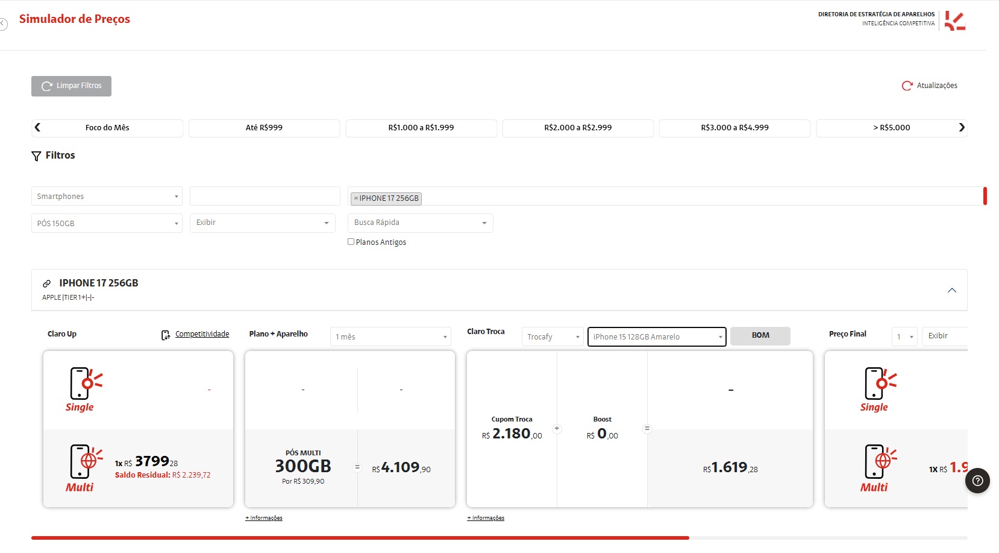 Simulador de Preços
DIRETORIA DE ESTRATÉGIA DE APARELHOS
INTELIGÊNCIA COMPETITIVA
Limpar Filtros
Atualizações
Foco do Mês
Até R$999
R$1.000 a R$1.999
R$2.000 a R$2.999
R$3.000 a R$4.999
> R$5.000
Filtros
Smartphones
×IPHONE 17 256GB
PÓS 150GB
Exibir
Busca Rápida
Planos Antigos
IPHONE 17 256GB
APPLE |TIER 1+|-|-
Claro Up
Competitividade
Plano + Aparelho
1 mês
Claro Troca
Trocafy
iPhone 15 128GB Amarelo
BOM
Preço Final
1
Exibir
Single
-
-
-
-
Single
Cupom Troca
R$ 2.180,00
+
Boost
R$ 0,00
=
Multi
1x R$ 379928
Saldo Residual: R$ 2.239,72
PÓS MULTI
300GB
Por R$ 309,90
=
R$4.109,90
R$1.619,28
Multi
1X R$ 1.9
+ Informações
+ Informações